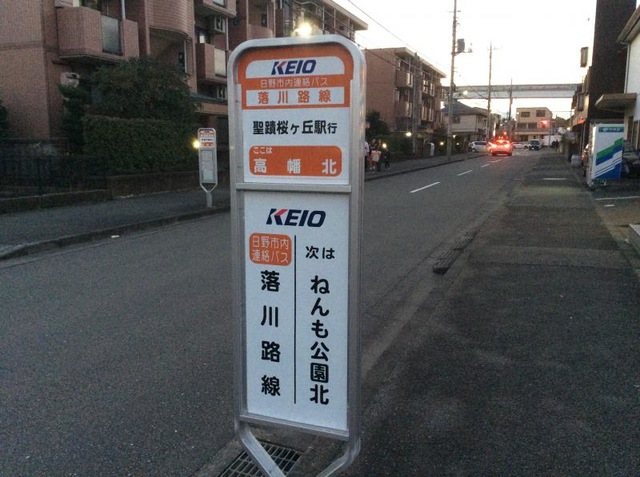 KEIO
日野市内連絡バス
落川路線
聖蹟桜ヶ丘駅行
ここは
高幡北
KEIO
日野市内
連絡バス
落川路線
次は
ねんも公園北